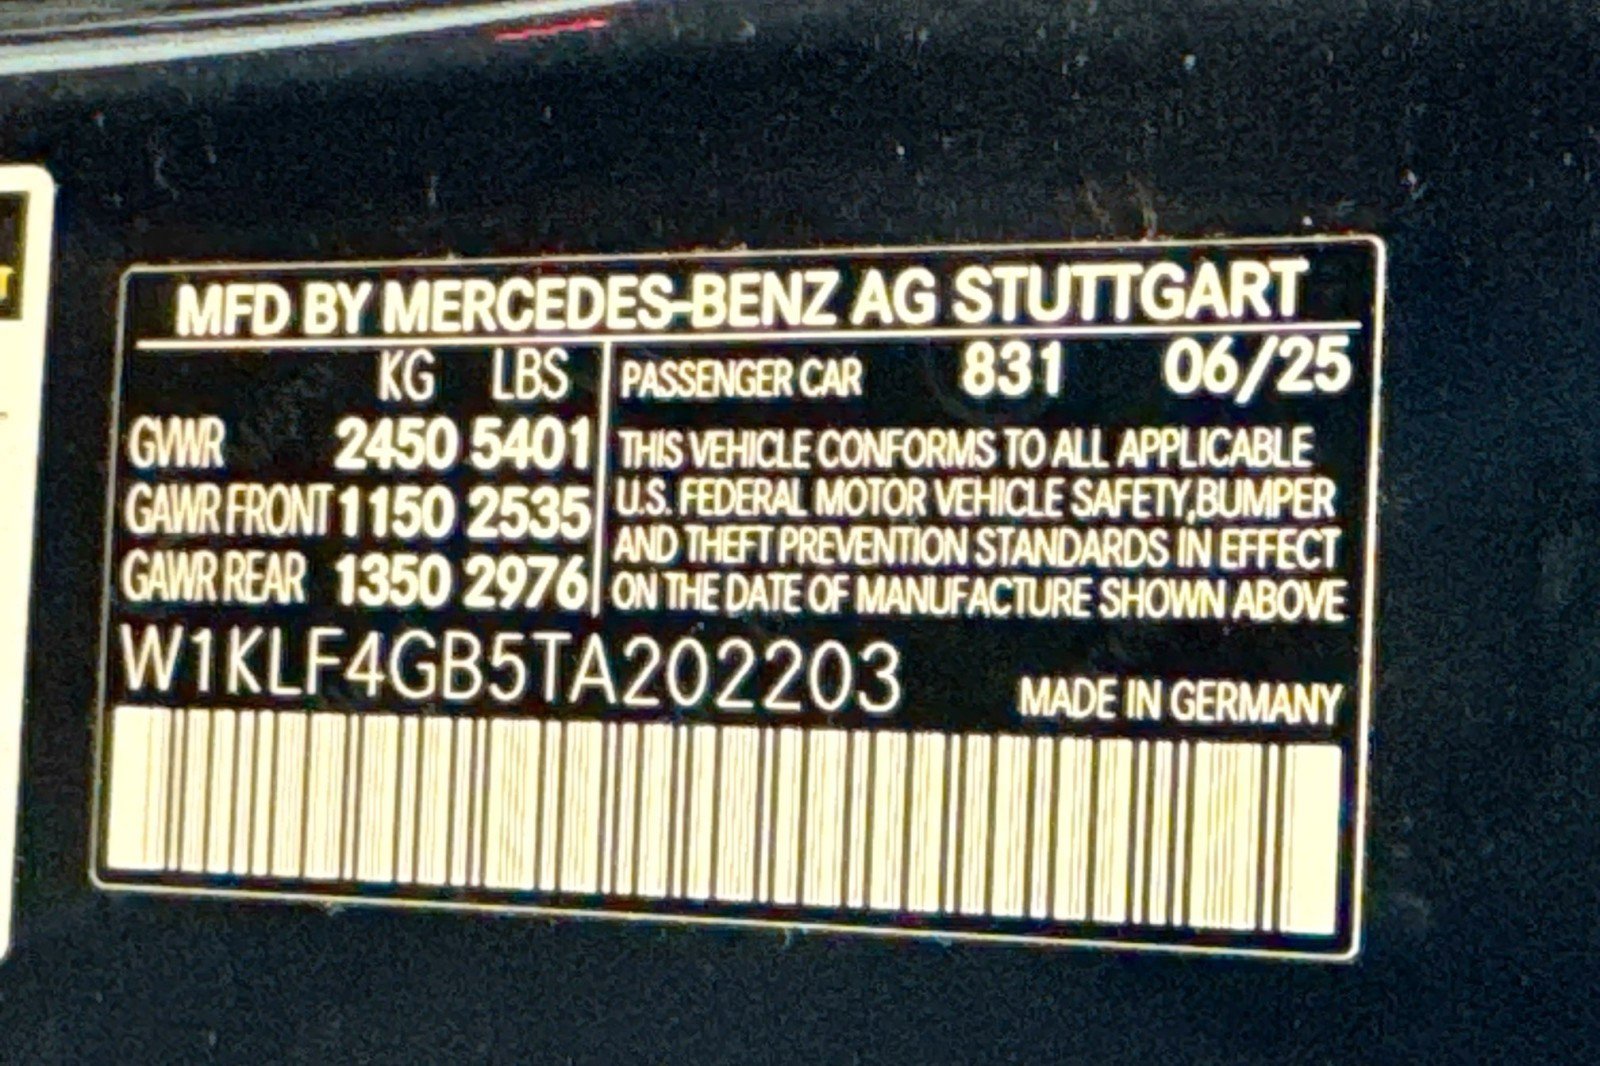 MFD BY MERCEDES-BENZ AG STUTTGART
KG LBS
GVWR 2450 5401
GAWR FRONT 1150 2535
GAWR REAR 1350 2976
PASSENGER CAR 831 06/25
THIS VEHICLE CONFORMS TO ALL APPLICABLE
U.S. FEDERAL MOTOR VEHICLE SAFETY,BUMPER
AND THEFT PREVENTION STANDARDS IN EFFECT
ON THE DATE OF MANUFACTURE SHOWN ABOVE
W1KLF4GB5TA202203
MADE IN GERMANY